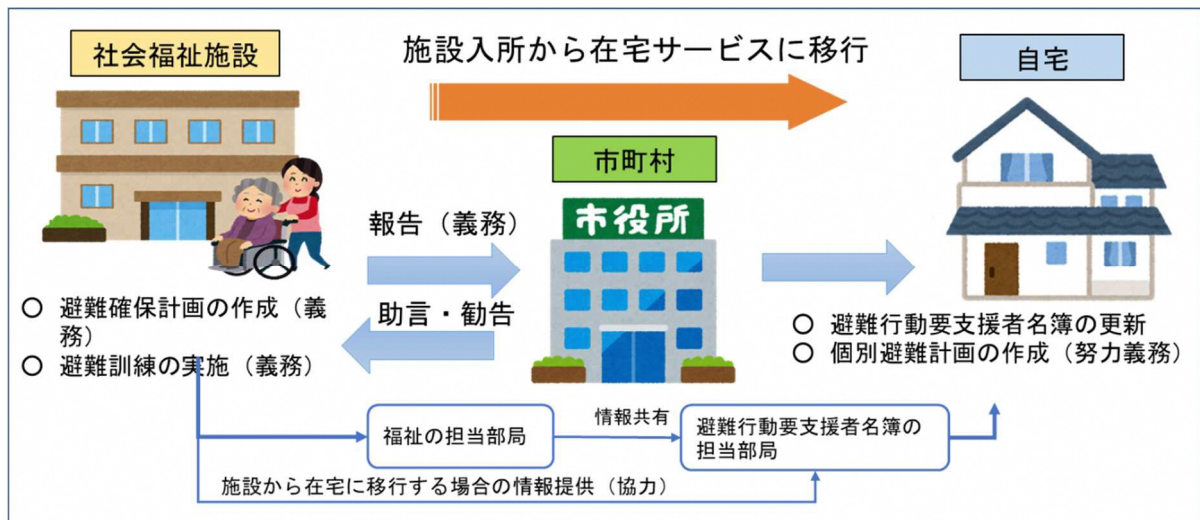 社会福祉施設
施設入所から在宅サービスに移行
自宅
市町村
市役所
報告（義務）
助言・勧告
○ 避難確保計画の作成（義
務）
○ 避難訓練の実施（義務）
○ 避難行動要支援者名簿の更新
○ 個別避難計画の作成（努力義務）
福祉の担当部局
情報共有
避難行動要支援者名簿の
担当部局
施設から在宅に移行する場合の情報提供（協力）